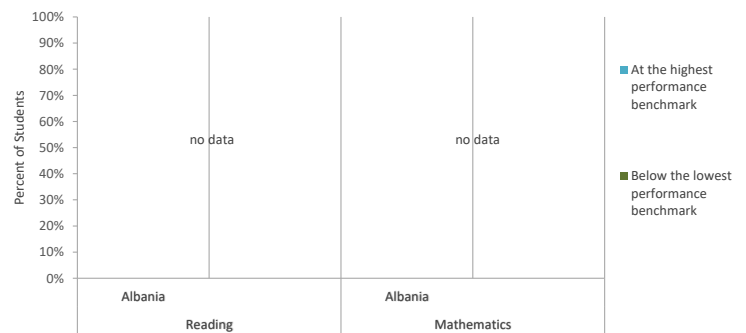 100%
90%
80%
70%
60%
50%
40%
30%
20%
10%
0%
Percent of Students
no data
no data
Albania
Albania
Reading
Mathematics
At the highest
performance
benchmark
Below the lowest
performance
benchmark